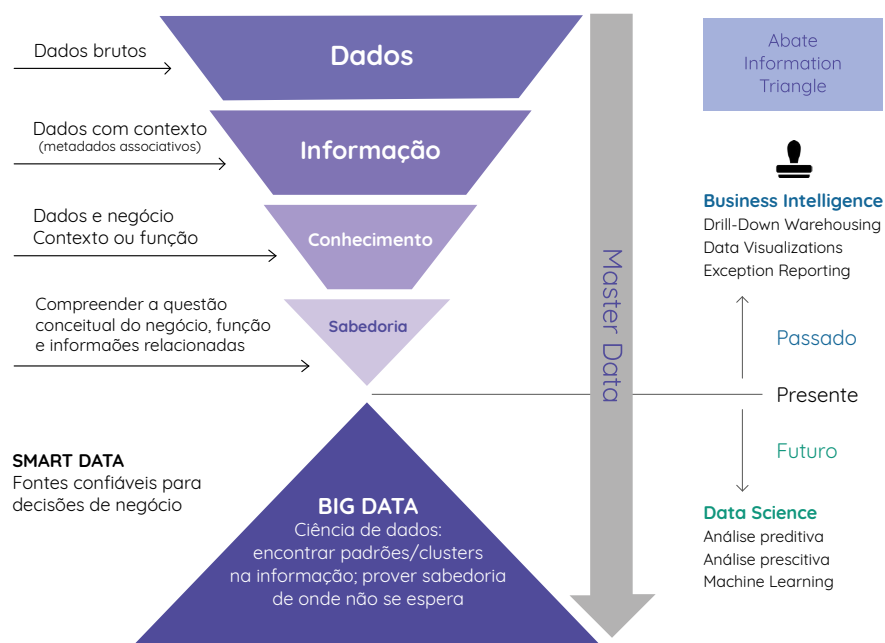 Dados brutos
Dados
Dados com contexto
(metadados associativos)
Informação
Dados e negócio
Contexto ou função
Conhecimento
Compreender a questão
conceitual do negócio, função
e informaões relacionadas
Sabedoria
SMART DATA
Fontes confiáveis para
decisões de negócio
BIG DATA
Ciência de dados:
encontrar padrões/clusters
na informação; prover sabedoria
de onde não se espera
Master Data
Abate
Information
Triangle
Business Intelligence
Drill-Down Warehousing
Data Visualizations
Exception Reporting
Passado
Presente
Futuro
Data Science
Análise preditiva
Análise prescitiva
Machine Learning